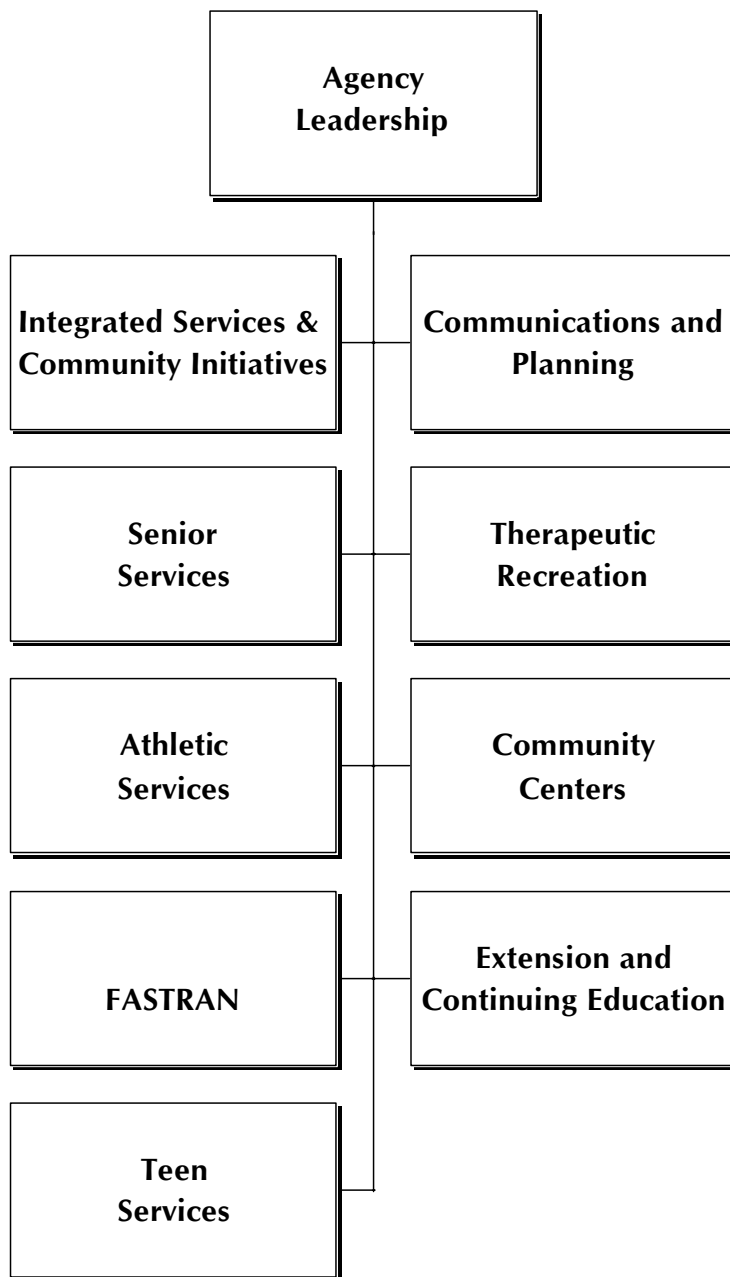 Agency
Leadership
Integrated Services &
Community Initiatives
Communications and
Planning
Senior
Services
Therapeutic
Recreation
Athletic
Services
Community
Centers
FASTRAN
Extension and
Continuing Education
Teen
Services